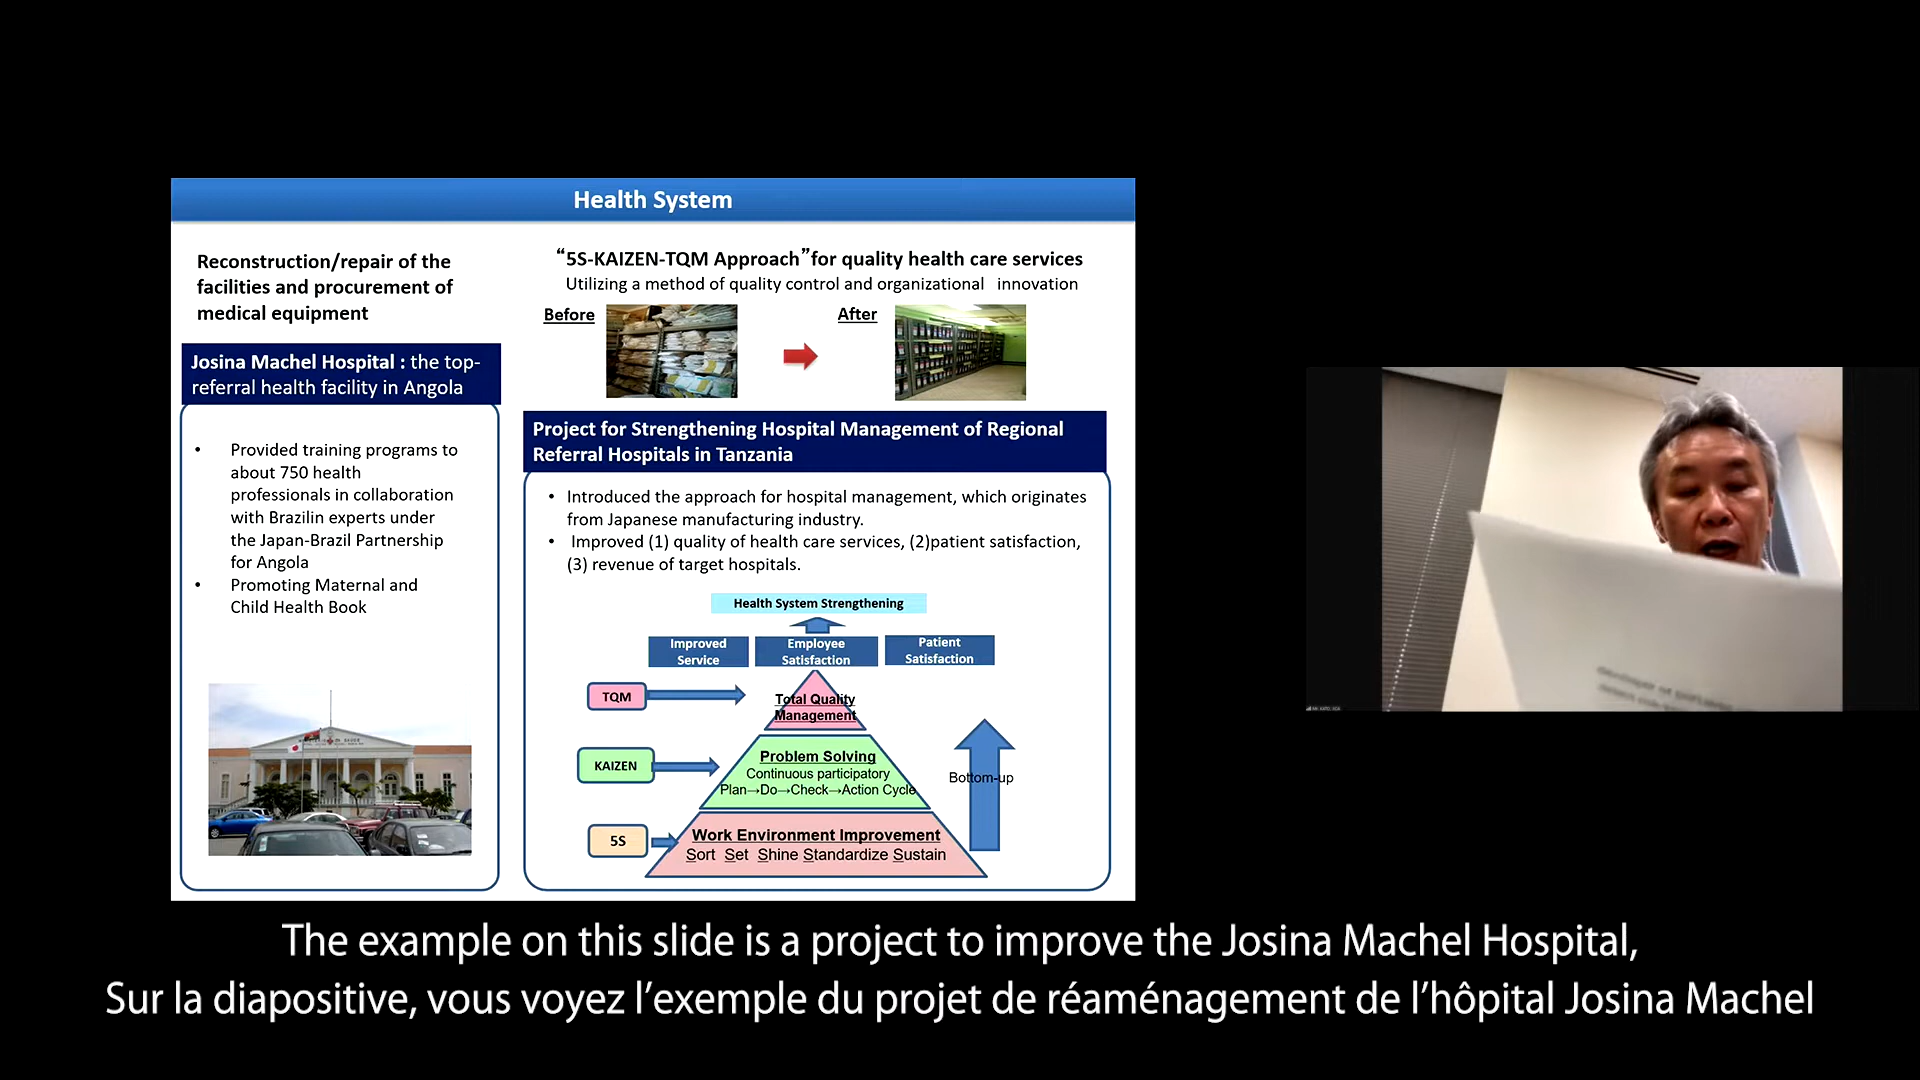 Health System
Reconstruction/repair of the
facilities and procurement of
medical equipment
Josina Machel Hospital : the top-
referral health facility in Angola
• Provided training programs to
about 750 health
professionals in collaboration
with Brazilin experts under
the Japan-Brazil Partnership
for Angola
• Promoting Maternal and
Child Health Book
“5S-KAIZEN-TQM Approach”for quality health care services
Utilizing a method of quality control and organizational innovation
Before
After
Project for Strengthening Hospital Management of Regional
Referral Hospitals in Tanzania
• Introduced the approach for hospital management, which originates
from Japanese manufacturing industry.
• Improved (1) quality of health care services, (2)patient satisfaction,
(3) revenue of target hospitals.
Health System Strengthening
Improved
Service
Employee
Satisfaction
Patient
Satisfaction
TQM
Total Quality
Management
KAIZEN
Problem Solving
Continuous participatory
Plan→Do→Check→Action Cycle
Bottom-up
5S
Work Environment Improvement
Sort Set Shine Standardize Sustain
The example on this slide is a project to improve the Josina Machel Hospital,
Sur la diapositive, vous voyez l’exemple du projet de réaménagement de l’hôpital Josina Machel